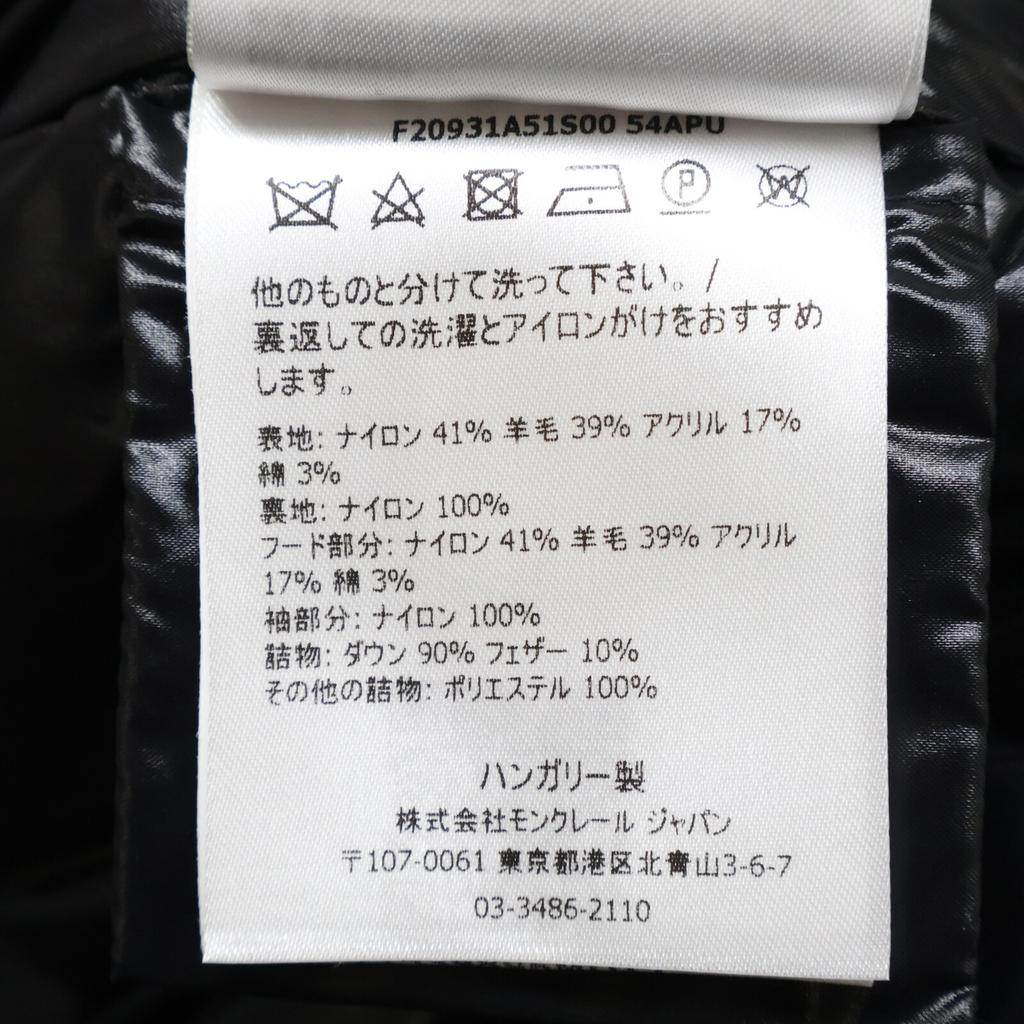 F20931A51S00 54APU
P
W
他のものと分けて洗って下さい。/
裏返しての洗濯とアイロンがけをおすすめ
します。
表地: ナイロン 41% 羊毛 39% アクリル 17%
綿 3%
裏地: ナイロン 100%
フード部分: ナイロン 41% 羊毛 39% アクリル
17% 綿 3%
袖部分: ナイロン 100%
詰物: ダウン 90% フェザー 10%
その他の詰物: ポリエステル 100%
ハンガリー製
株式会社モンクレール ジャパン
〒107-0061 東京都港区北青山3-6-7
03-3486-2110